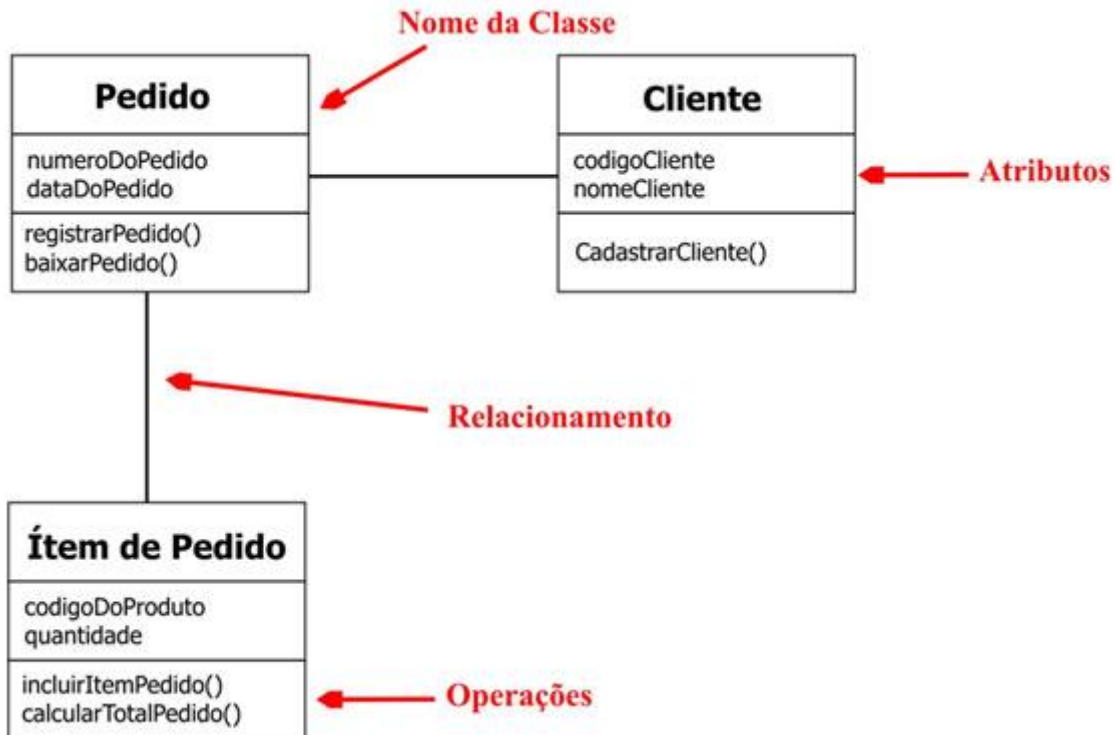 Nome da Classe
Pedido
numeroDoPedido
dataDoPedido
registrarPedido()
baixarPedido()
Cliente
codigoCliente
nomeCliente
CadastrarCliente()
Atributos
Relacionamento
Ítem de Pedido
codigoDoProduto
quantidade
incluirItemPedido()
calcularTotalPedido()
Operações